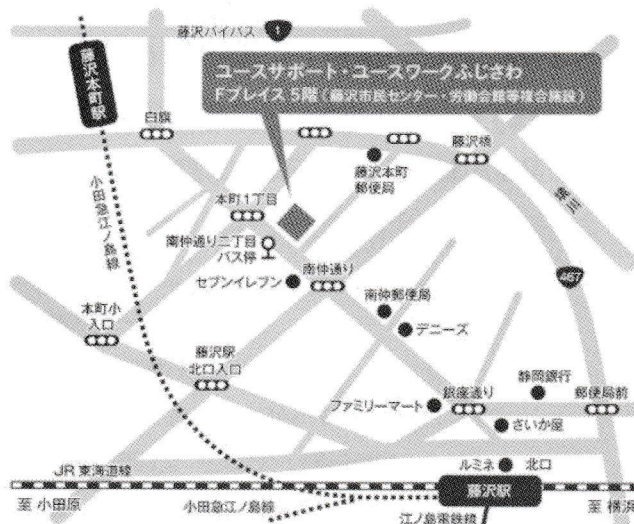 藤沢バイパス
1
藤沢本町駅
ユースサポート・ユースワークふじさわ
Fプレイス 5階（藤沢市民センター・労働会館等複合施設）
白旗
藤沢橋
藤沢本町
郵便局
境川
小田急江ノ島線
本町1丁目
南仲通り二丁目
バス停
セブンイレブン
南仲通り
467
南仲郵便局
デニーズ
本町小
入口
藤沢駅
北口入口
静岡銀行
ファミリーマート
銀座通り
郵便局前
さいか屋
ルミネ
北口
JR東海道線
藤沢駅
至 小田原
小田急江ノ島線
江ノ島電鉄線
至 横浜